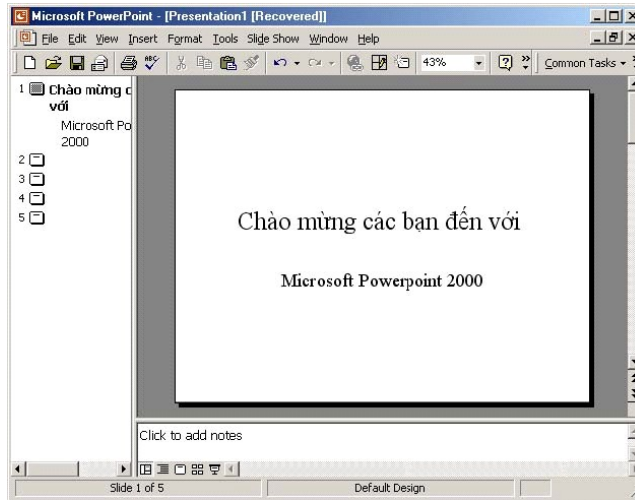 Microsoft PowerPoint - [Presentation1 [Recovered]]
File Edit View Insert Format Tools Slide Show Window Help
43% Common Tasks
1 Chào mừng c
với
Microsoft Po
2000
2
3
4
5
Chào mừng các bạn đến với
Microsoft Powerpoint 2000
Click to add notes
Slide 1 of 5 Default Design